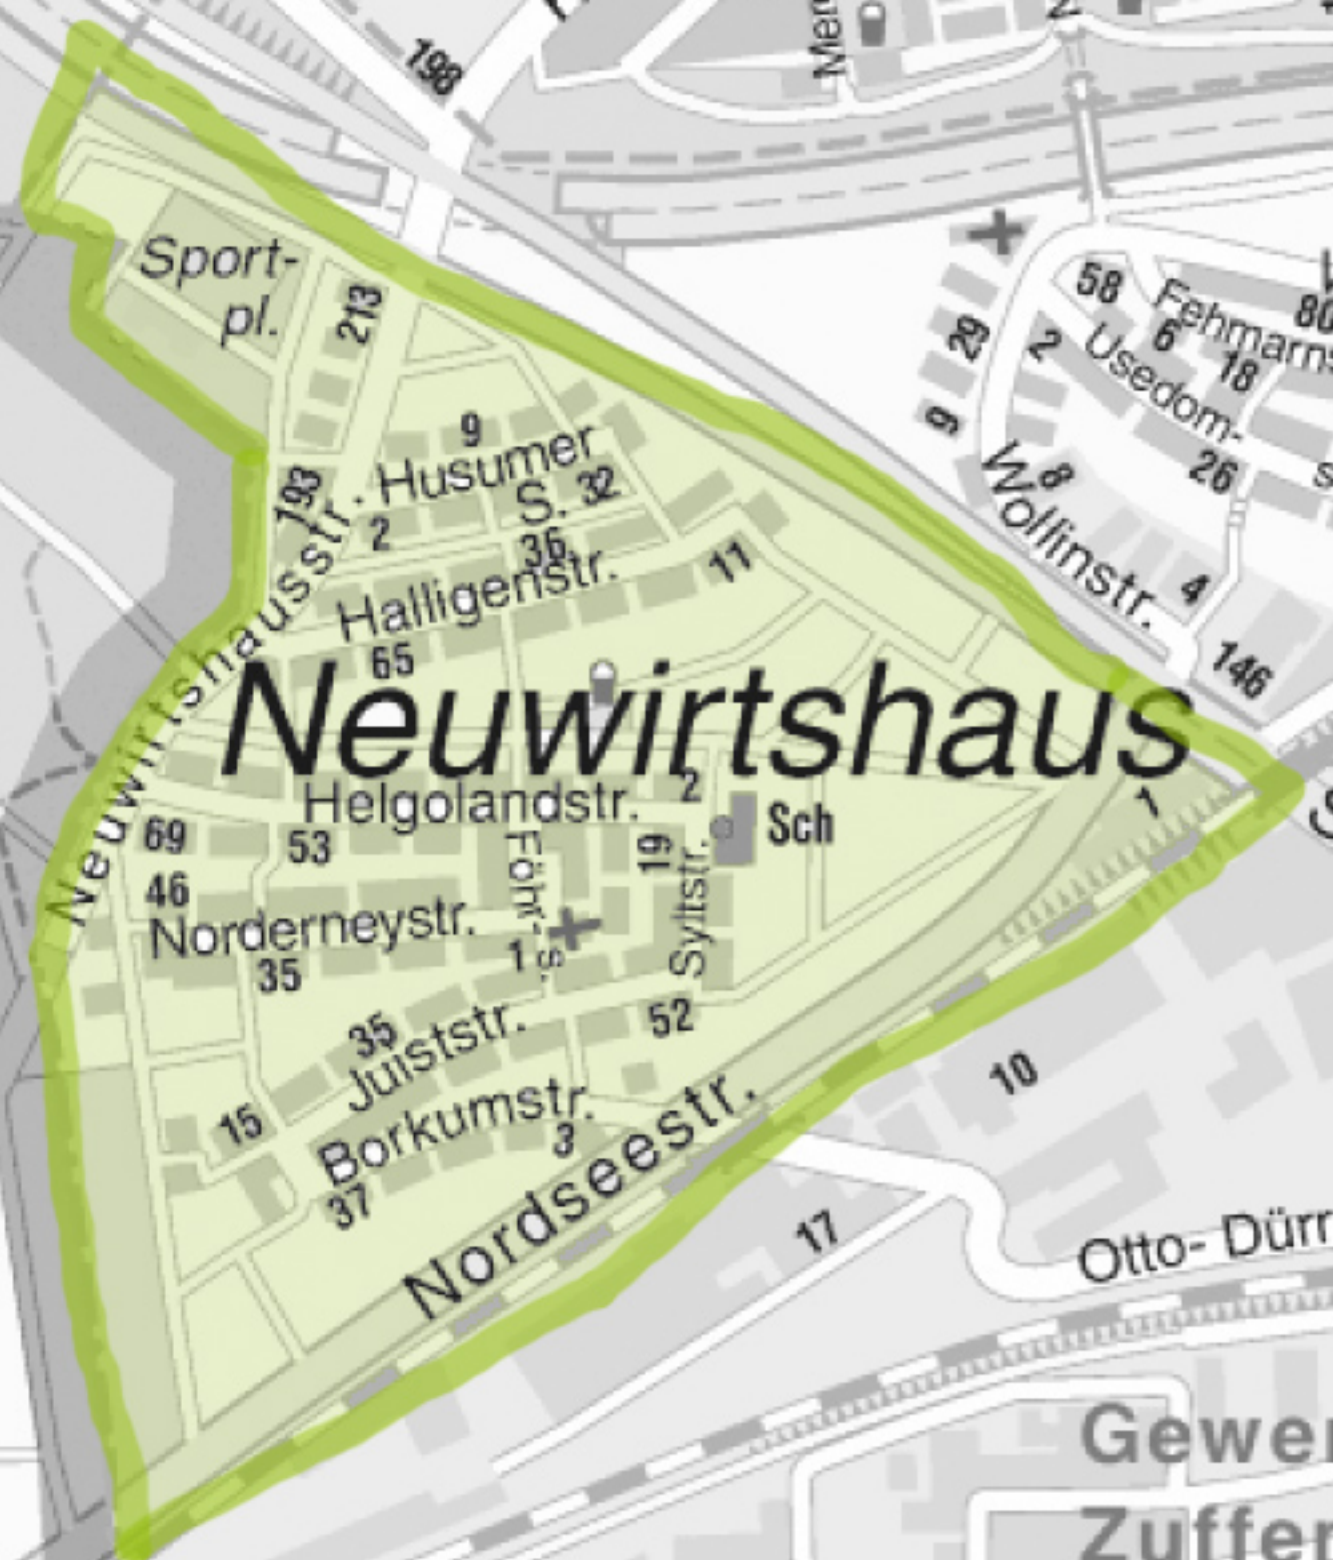 198
Sport-
pl.
213
58
Fehmarns
80
29
2
6
Usedom-
18
9
9
Husumer
S. 32
26
193
2
36
Wollinstr.
8
Halligenstr.
11
4
65
146
Neuwirtshausstr.
Neuwirtshaus
Helgolandstr.
2
Sch
1
69
53
Föhr-
s.
19
46
Norderneystr.
35
1
Syltstr.
52
35
Juiststr.
10
15
Borkumstr.
3
37
Nordseestr.
17
Otto- Dürr
Gewer
Zuffer